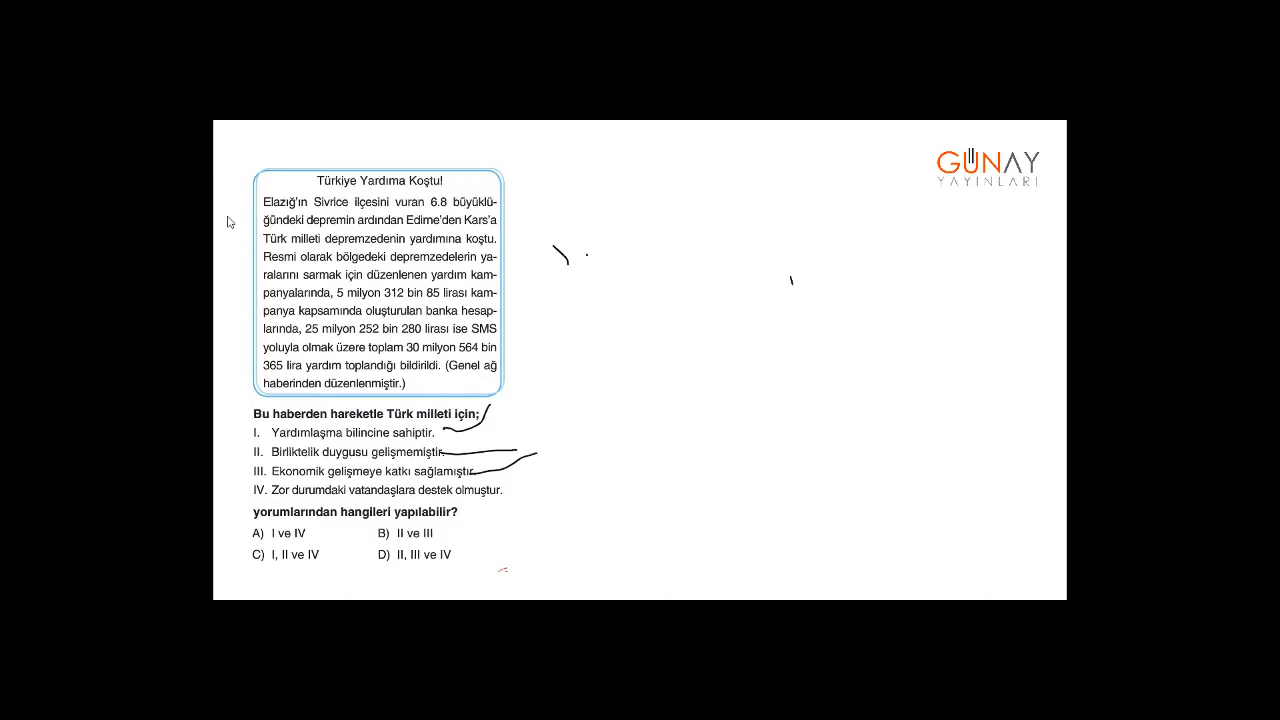 GÜNAY
YAYINLARI
Türkiye Yardıma Koştu!
Elazığ'ın Sivrice ilçesini vuran 6.8 büyüklü-
ğündeki depremin ardından Edirne'den Kars'a
Türk milleti depremzedenin yardımına koştu.
Resmi olarak bölgedeki depremzedelerin ya-
ralarını sarmak için düzenlenen yardım kam-
panyalarında, 5 milyon 312 bin 85 lirası kam-
panya kapsamında oluşturulan banka hesap-
larında, 25 milyon 252 bin 280 lirası ise SMS
yoluyla olmak üzere toplam 30 milyon 564 bin
365 lira yardım toplandığı bildirildi. (Genel ağ
haberinden düzenlenmiştir.)
Bu haberden hareketle Türk milleti için;
I. Yardımlaşma bilincine sahiptir.
II. Birliktelik duygusu gelişmemiştir.
III. Ekonomik gelişmeye katkı sağlamıştır.
IV. Zor durumdaki vatandaşlara destek olmuştur.
yorumlarından hangileri yapılabilir?
A) I ve IV B) II ve III
C) I, II ve IV D) II, III ve IV